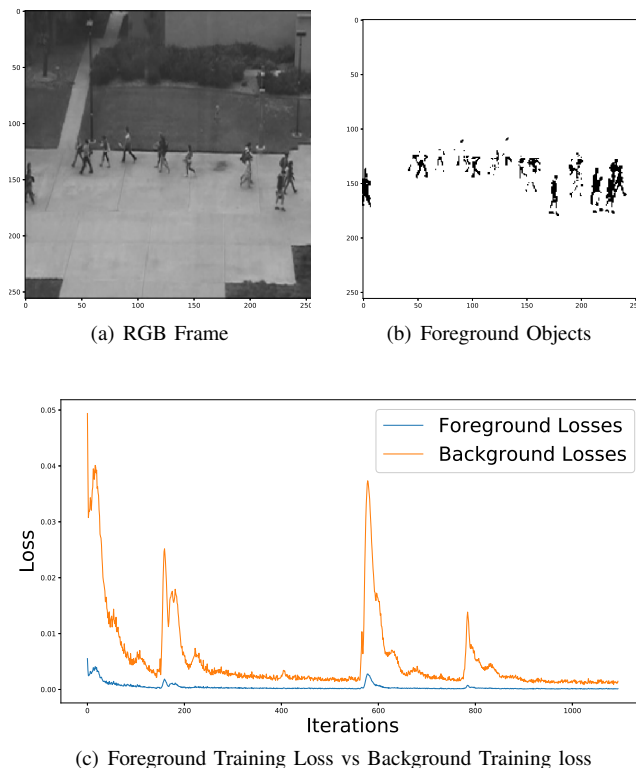 0
50
100
150
200
250
0 50 100 150 200 250
(a) RGB Frame
0
50
100
150
200
250
0 50 100 150 200 250
(b) Foreground Objects
0.05
0.04
0.03
0.02
0.01
0.00
Loss
Foreground Losses
Background Losses
0 200 400 600 800 1000
Iterations
(c) Foreground Training Loss vs Background Training loss